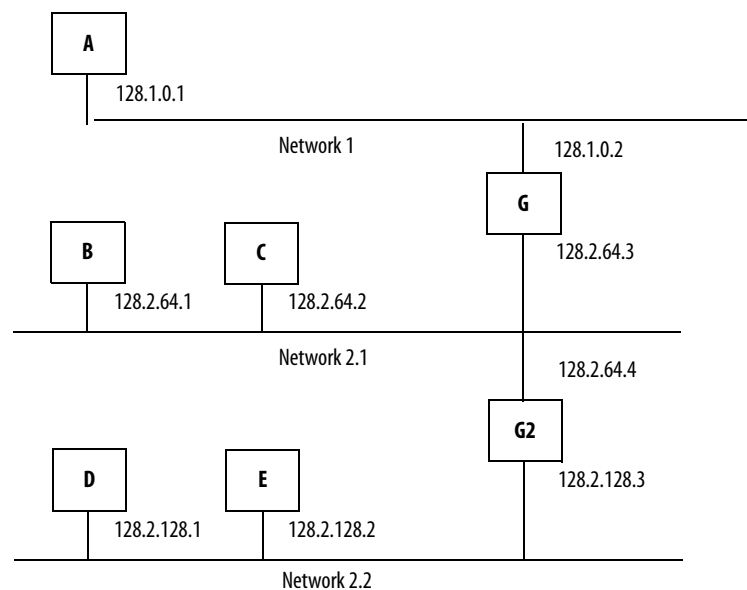 A
128.1.0.1
Network 1
128.1.0.2
G
B
C
128.2.64.3
128.2.64.1
128.2.64.2
Network 2.1
128.2.64.4
G2
D
E
128.2.128.3
128.2.128.1
128.2.128.2
Network 2.2